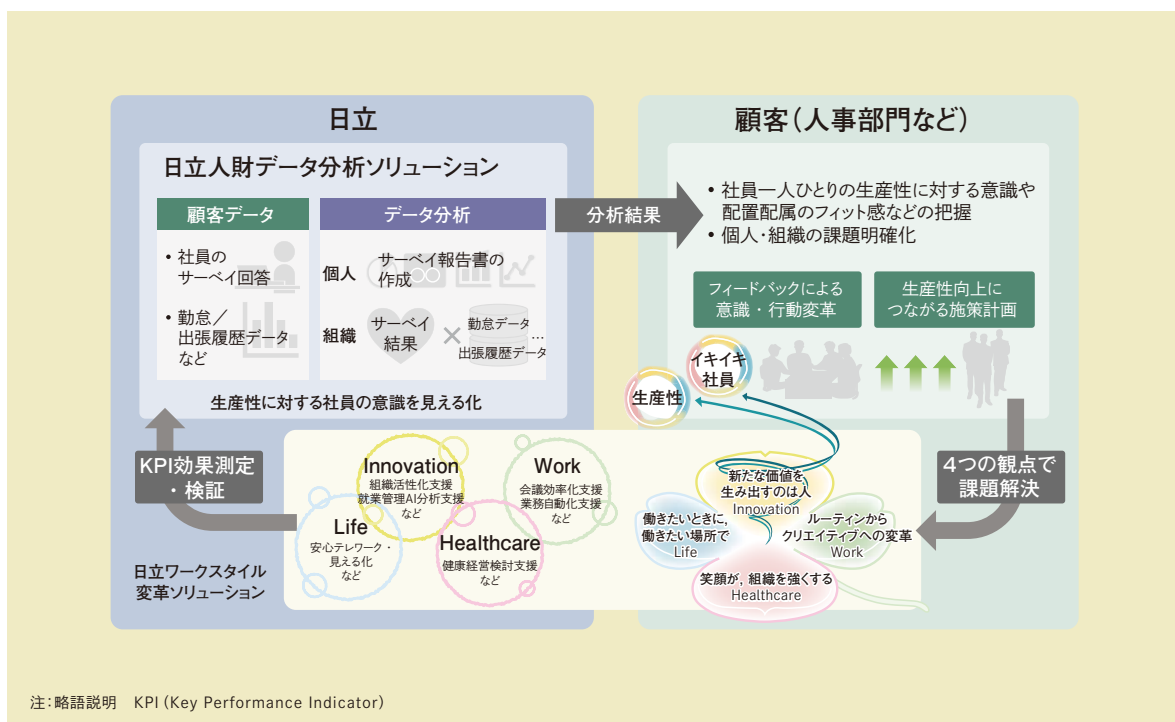 日立
日立人財データ分析ソリューション
顧客データ
• 社員の
サーベイ回答
• 勤怠／
出張履歴データ
など
データ分析
個人
サーベイ報告書の
作成
組織
サーベイ
結果
×
勤怠データ
…
出張履歴データ
生産性に対する社員の意識を見える化
分析結果
顧客（人事部門など）
• 社員一人ひとりの生産性に対する意識や
配置配属のフィット感などの把握
• 個人・組織の課題明確化
フィードバックによる
意識・行動変革
生産性向上に
つながる施策計画
イキイキ
社員
生産性
4つの観点で
課題解決
新たな価値を
生み出すのは人
Innovation
働きたいときに，
働きたい場所で
Life
ルーティンから
クリエイティブへの変革
Work
笑顔が，組織を強くする
Healthcare
Innovation
組織活性化支援
就業管理AI分析支援
など
Work
会議効率化支援
業務自動化支援
など
Life
安心テレワーク・
見える化
など
Healthcare
健康経営検討支援
など
KPI効果測定
・検証
日立ワークスタイル
変革ソリューション
注：略語説明　KPI（Key Performance Indicator）